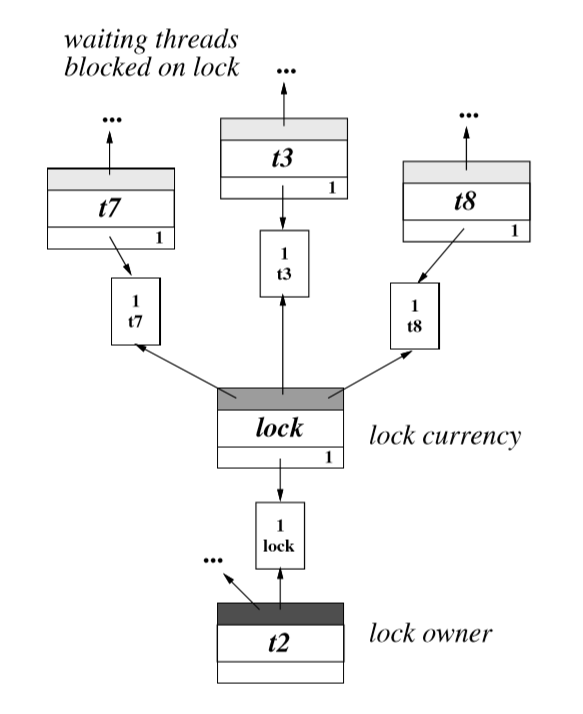 waiting threads
blocked on lock
...
...
...
t3
1
t7
1
t8
1
1
t3
1
t7
1
t8
lock
1
lock currency
1
lock
...
t2
lock owner